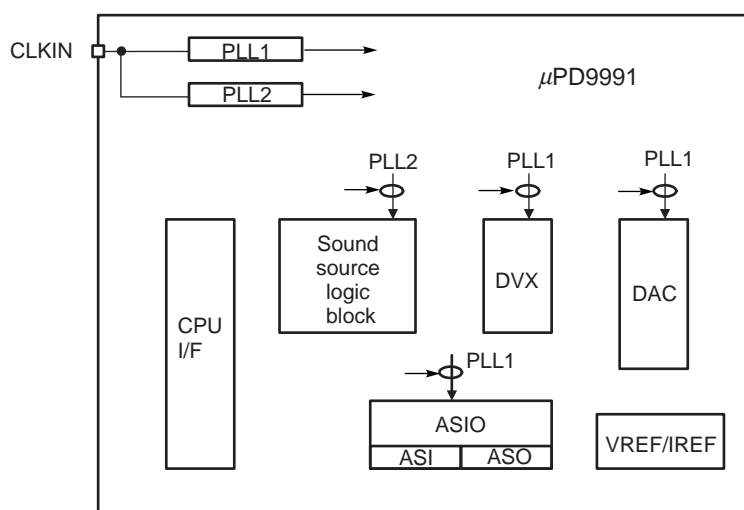 CLKIN
PLL1
PLL2
μPD9991
PLL2
PLL1
PLL1
Sound
source
logic
block
DVX
DAC
CPU
I/F
PLL1
ASIO
ASI
ASO
VREF/IREF